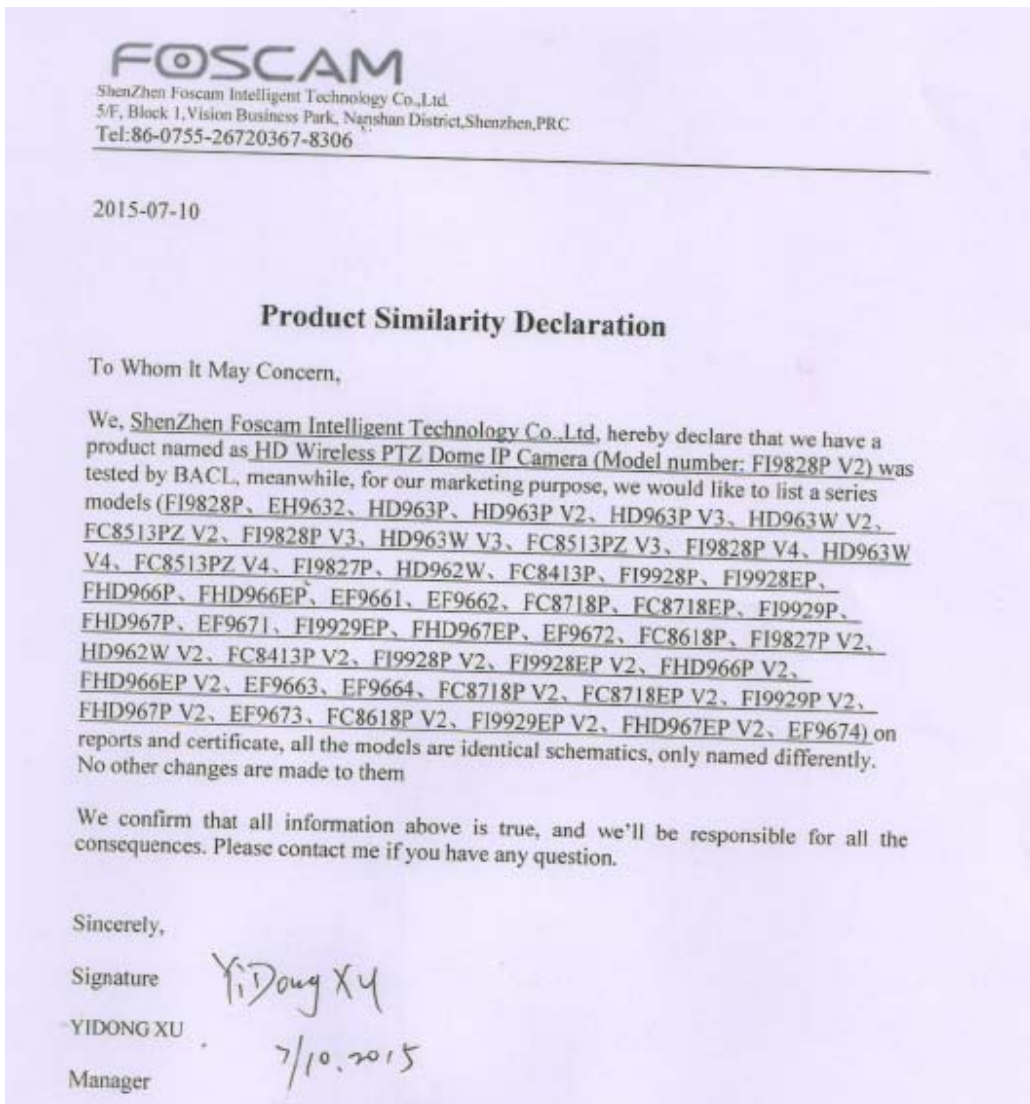 FOSCAM
ShenZhen Foscam Intelligent Technology Co.,Ltd.
5/F, Block 1,Vision Business Park, Nanshan District,Shenzhen,PRC
Tel:86-0755-26720367-8306
2015-07-10
Product Similarity Declaration
To Whom It May Concern,
We, ShenZhen Foscam Intelligent Technology Co.,Ltd, hereby declare that we have a
product named as HD Wireless PTZ Dome IP Camera (Model number: FI9828P V2) was
tested by BACL, meanwhile, for our marketing purpose, we would like to list a series
models (FI9828P、EH9632、HD963P、HD963P V2、HD963P V3、HD963W V2、
FC8513PZ V2、FI9828P V3、HD963W V3、FC8513PZ V3、FI9828P V4、HD963W
V4、FC8513PZ V4、FI9827P、HD962W、FC8413P、FI9928P、FI9928EP、
FHD966P、FHD966EP、EF9661、EF9662、FC8718P、FC8718EP、FI9929P、
FHD967P、EF9671、FI9929EP、FHD967EP、EF9672、FC8618P、FI9827P V2、
HD962W V2、FC8413P V2、FI9928P V2、FI9928EP V2、FHD966P V2、
FHD966EP V2、EF9663、EF9664、FC8718P V2、FC8718EP V2、FI9929P V2、
FHD967P V2、EF9673、FC8618P V2、FI9929EP V2、FHD967EP V2、EF9674) on
reports and certificate, all the models are identical schematics, only named differently.
No other changes are made to them
We confirm that all information above is true, and we'll be responsible for all the
consequences. Please contact me if you have any question.
Sincerely,
Signature YiDong XU
YIDONG XU
7/10.2015
Manager